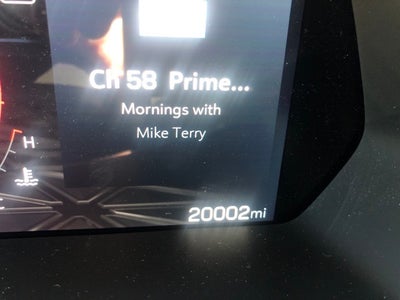 Ch 58 Prime...
Mornings with
Mike Terry
H
20002mi